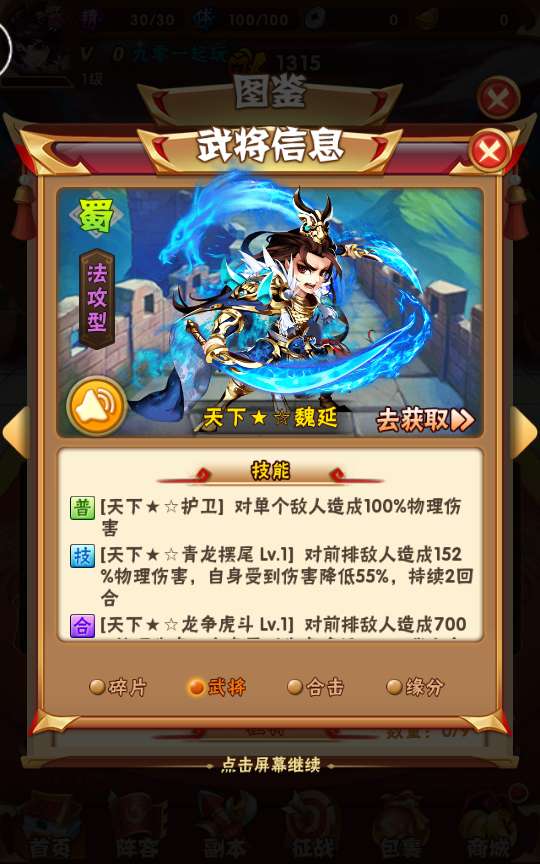 精 30/30 体 100/100 0 0
V 0 九零一起玩
1级
1315
图鉴
武将信息
蜀
法攻型
天下★☆魏延
去获取
技能
普 [天下★☆护卫] 对单个敌人造成100%物理伤
害
技 [天下★☆青龙摆尾 Lv.1] 对前排敌人造成152
%物理伤害，自身受到伤害降低55%，持续2回
合
合 [天下★☆龙争虎斗 Lv.1] 对前排敌人造成700
碎片 武将 合击 缘分
数量：0/9
点击屏幕继续
首页 阵容 副本 征战 包裹 商城